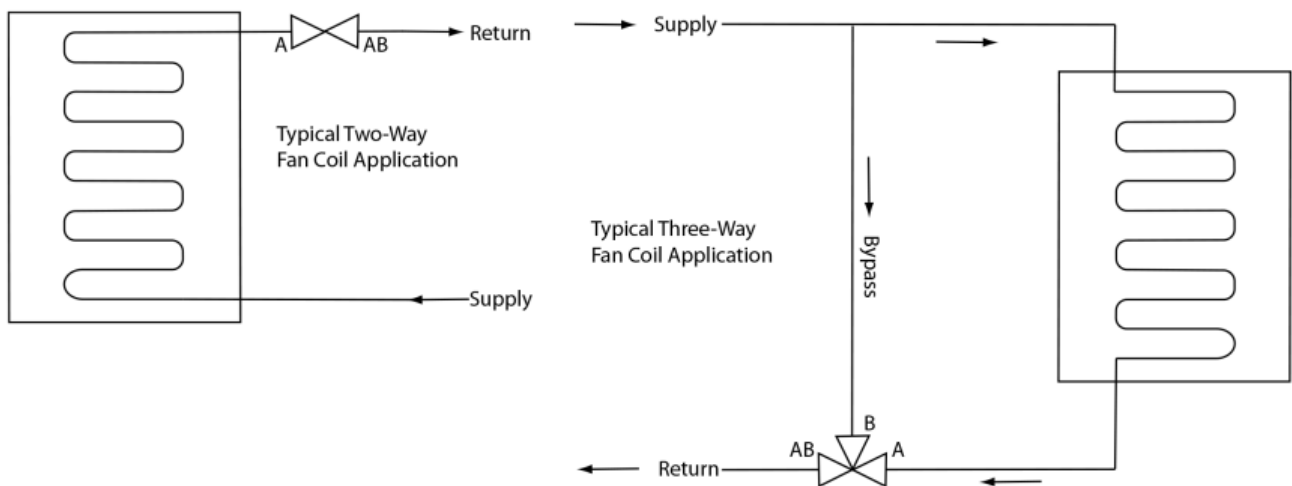 A
AB
Return
Typical Two-Way
Fan Coil Application
Supply
Supply
Typical Three-Way
Fan Coil Application
Bypass
B
AB
A
Return